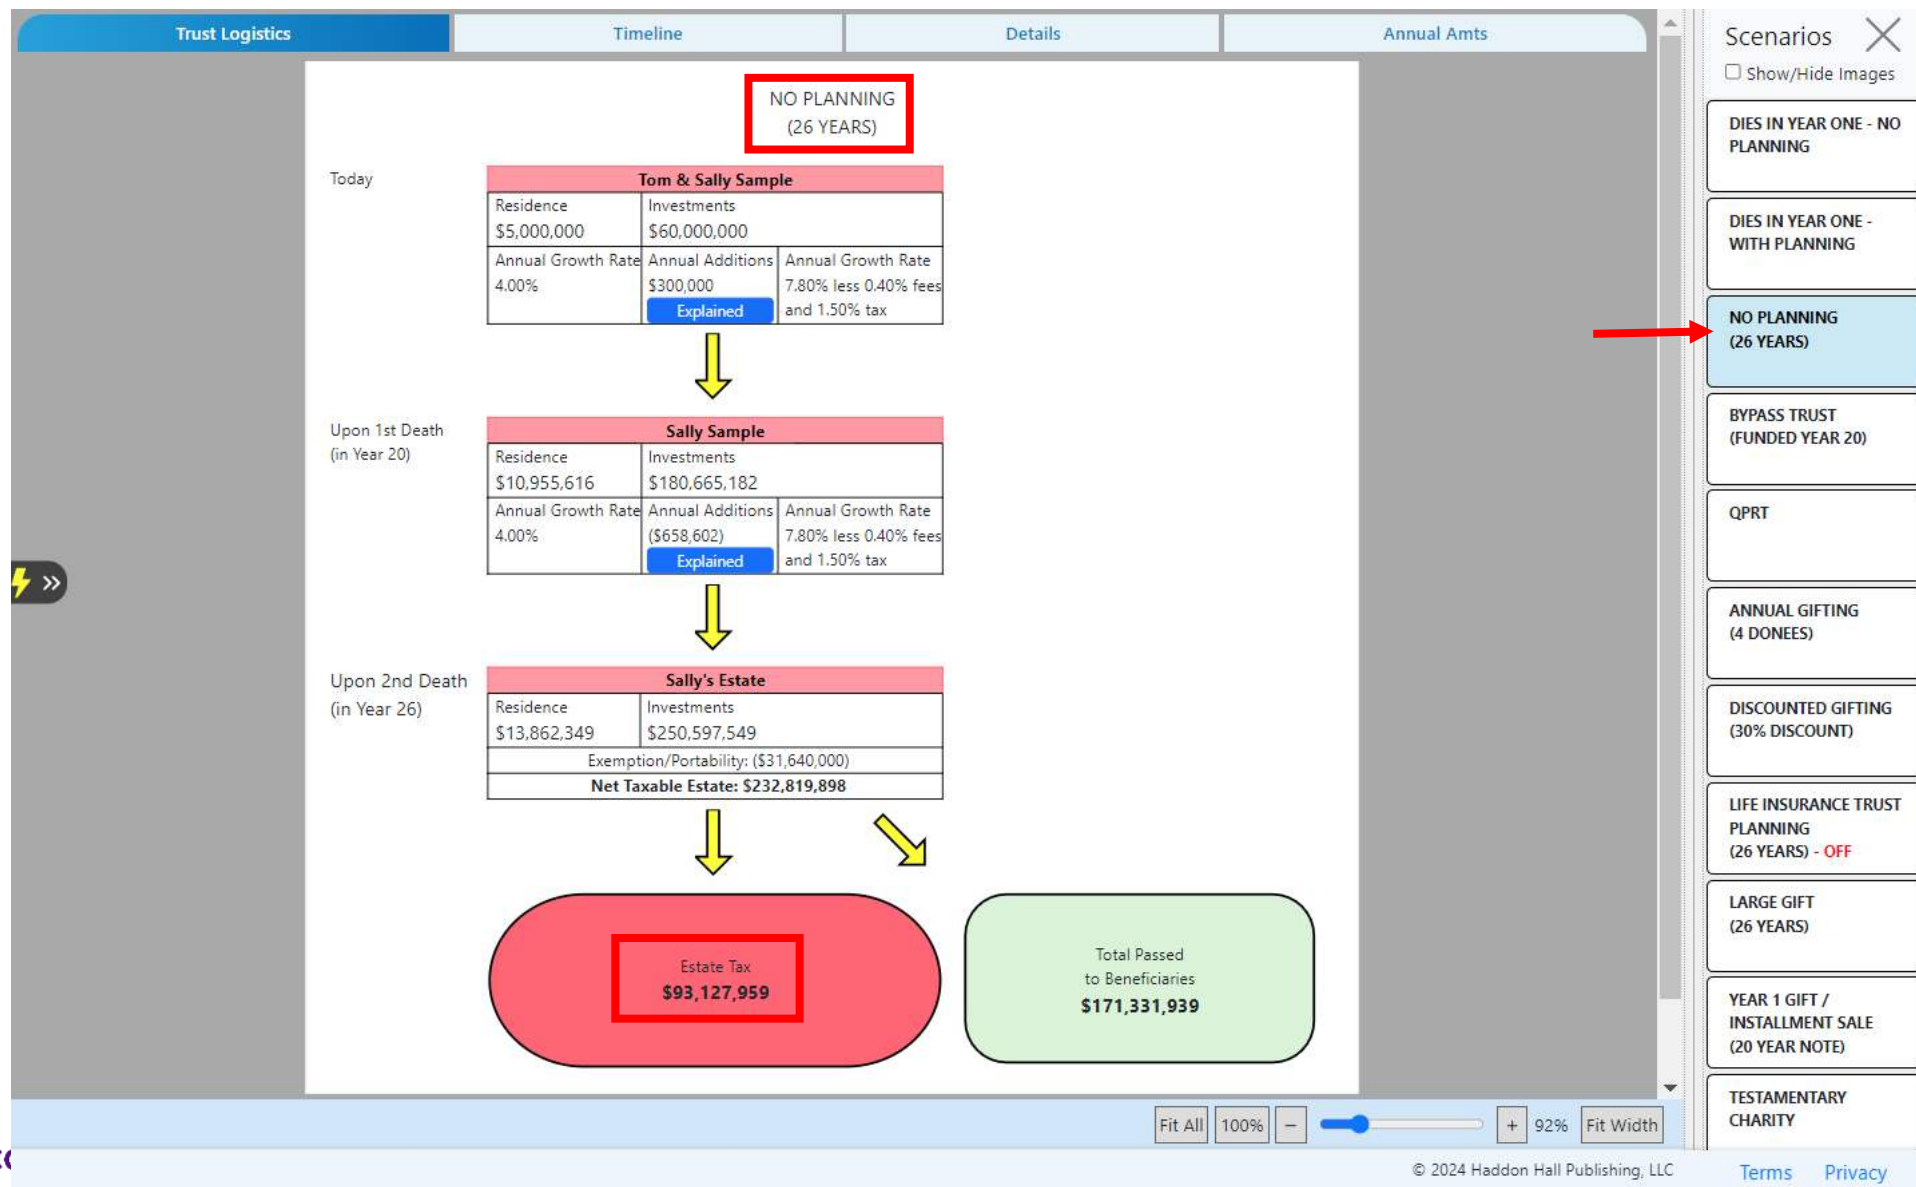 Trust Logistics
Timeline
Details
Annual Amts
NO PLANNING
(26 YEARS)
Today
Tom & Sally Sample
Residence
$5,000,000
Investments
$60,000,000
Annual Growth Rate
4.00%
Annual Additions
$300,000
Explained
Annual Growth Rate
7.80% less 0.40% fees
and 1.50% tax
Upon 1st Death
(in Year 20)
Sally Sample
Residence
$10,955,616
Investments
$180,665,182
Annual Growth Rate
4.00%
Annual Additions
($658,602)
Explained
Annual Growth Rate
7.80% less 0.40% fees
and 1.50% tax
Upon 2nd Death
(in Year 26)
Sally's Estate
Residence
$13,862,349
Investments
$250,597,549
Exemption/Portability: ($31,640,000)
Net Taxable Estate: $232,819,898
Estate Tax
$93,127,959
Total Passed
to Beneficiaries
$171,331,939
Fit All
100%
−
+
92%
Fit Width
Scenarios
Show/Hide Images
DIES IN YEAR ONE - NO
PLANNING
DIES IN YEAR ONE -
WITH PLANNING
NO PLANNING
(26 YEARS)
BYPASS TRUST
(FUNDED YEAR 20)
QPRT
ANNUAL GIFTING
(4 DONEES)
DISCOUNTED GIFTING
(30% DISCOUNT)
LIFE INSURANCE TRUST
PLANNING
(26 YEARS) - OFF
LARGE GIFT
(26 YEARS)
YEAR 1 GIFT /
INSTALLMENT SALE
(20 YEAR NOTE)
TESTAMENTARY
CHARITY
© 2024 Haddon Hall Publishing, LLC
Terms
Privacy